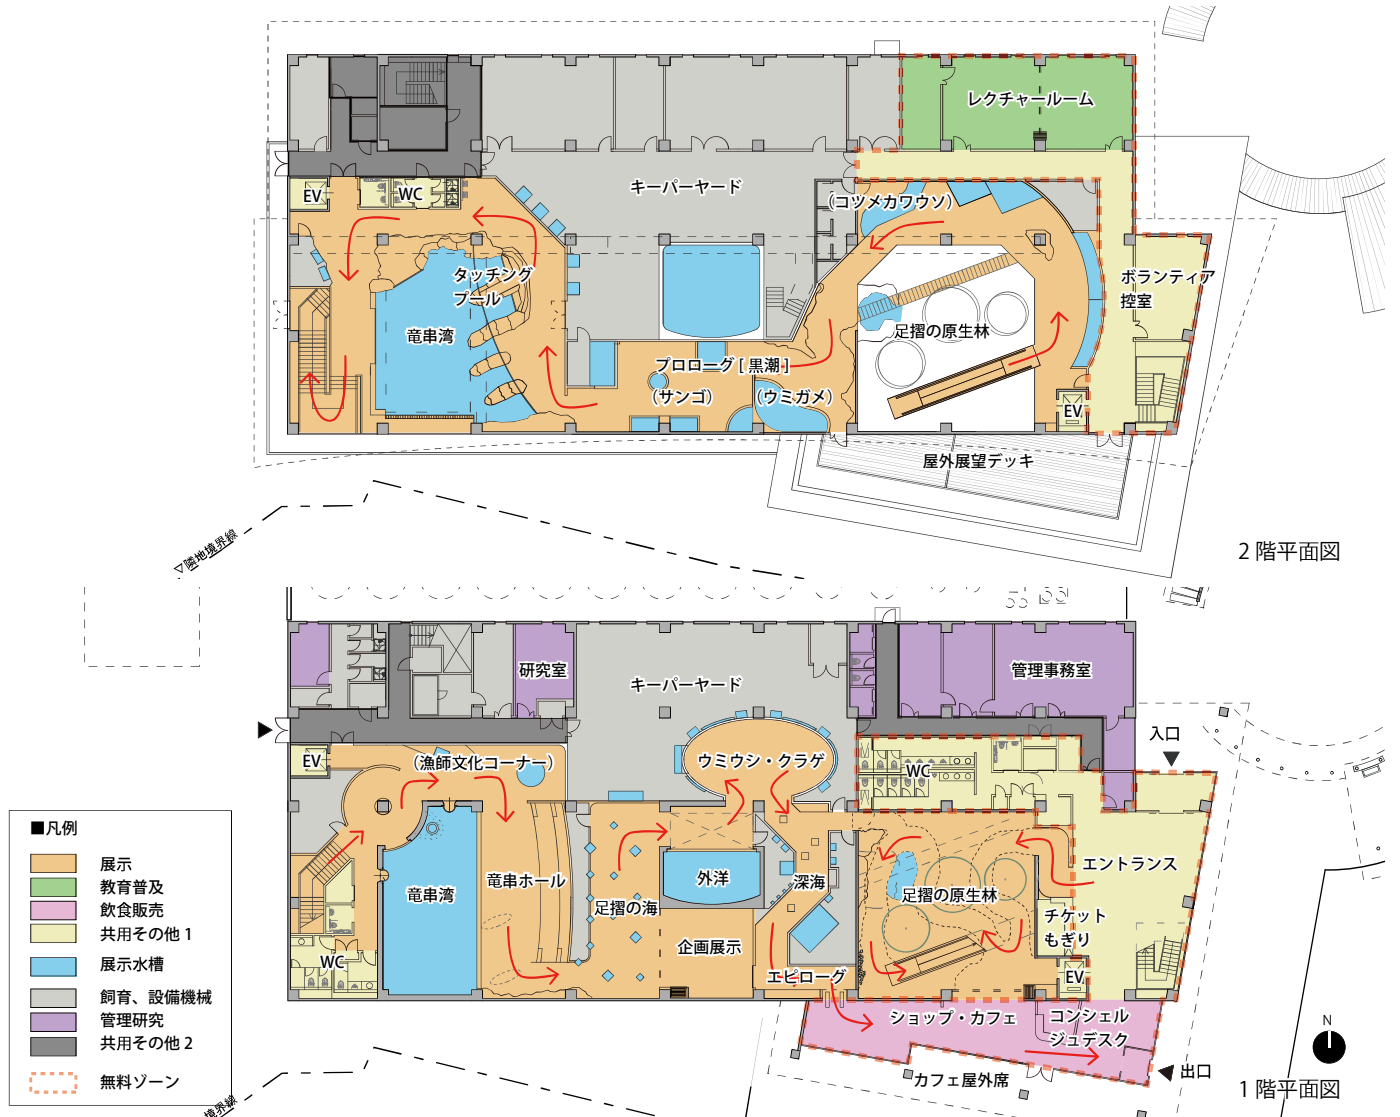 レクチャールーム
EV
WC
キーパーヤード
（コツメカワウソ）
タッチング
プール
ボランティア
控室
竜串湾
足摺の原生林
プロローグ [ 黒潮 ]
（サンゴ）
（ウミガメ）
EV
屋外展望デッキ
▽隣地境界線
2 階平面図
研究室
キーパーヤード
管理事務室
入口
EV
（漁師文化コーナー）
ウミウシ・クラゲ
WC
エントランス
竜串湾
竜串ホール
足摺の海
外洋
深海
足摺の原生林
チケット
もぎり
企画展示
WC
エピローグ
EV
ショップ・カフェ
コンシェル
ジュデスク
カフェ屋外席
出口
N
1 階平面図
■凡例
展示
教育普及
飲食販売
共用その他 1
展示水槽
飼育、設備機械
管理研究
共用その他 2
無料ゾーン
境界線